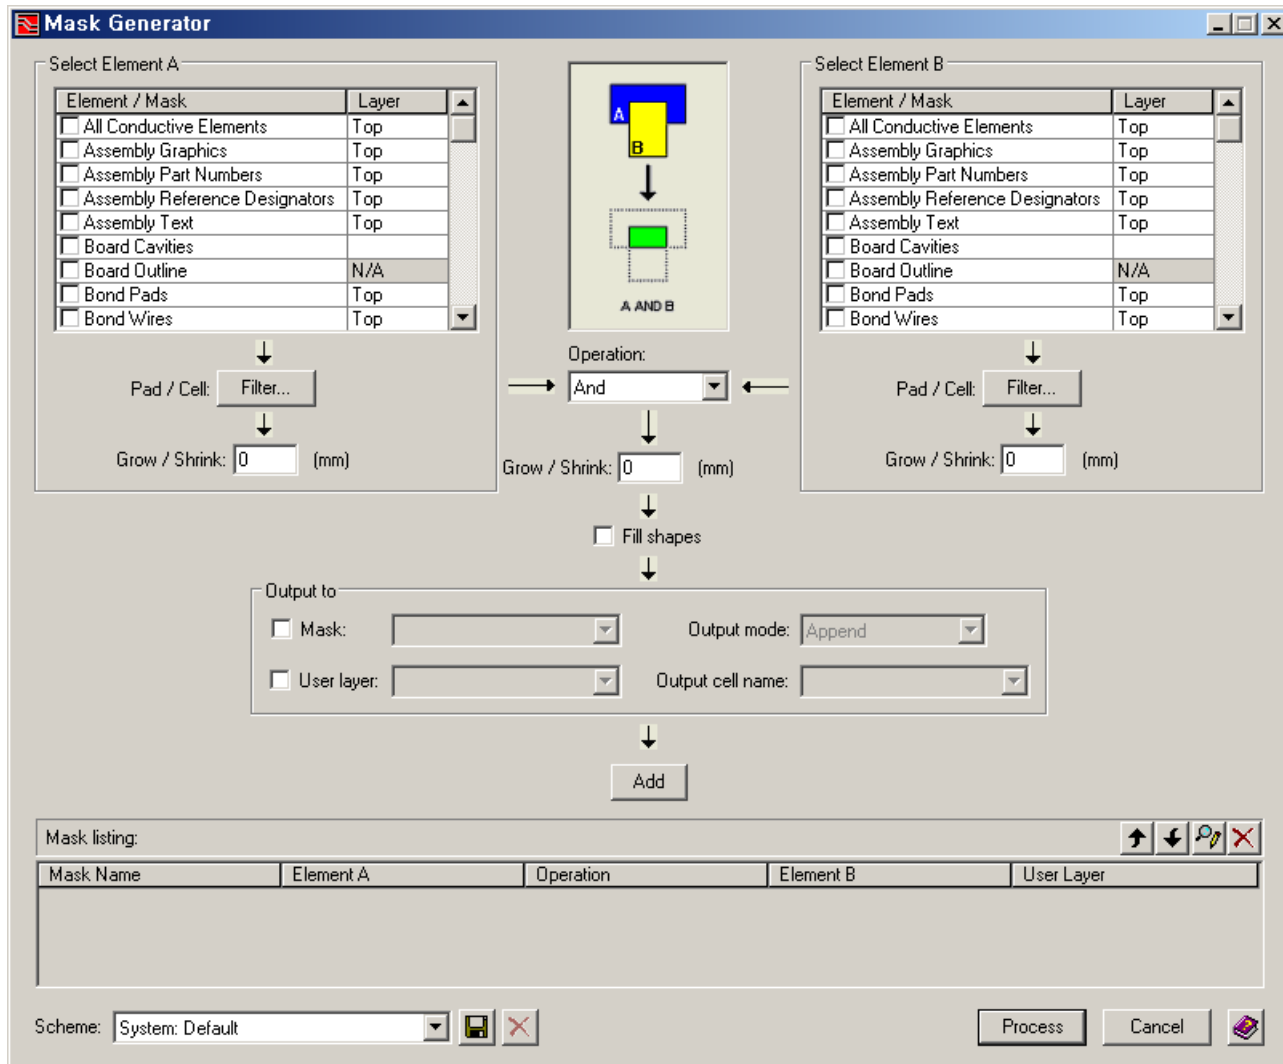 Mask Generator
Select Element A
Element / Mask Layer
All Conductive Elements Top
Assembly Graphics Top
Assembly Part Numbers Top
Assembly Reference Designators Top
Assembly Text Top
Board Cavities
Board Outline N/A
Bond Pads Top
Bond Wires Top
Pad / Cell: Filter...
Grow / Shrink: 0 (mm)
A
B
A AND B
Operation:
And
Grow / Shrink: 0 (mm)
Fill shapes
Select Element B
Element / Mask Layer
All Conductive Elements Top
Assembly Graphics Top
Assembly Part Numbers Top
Assembly Reference Designators Top
Assembly Text Top
Board Cavities
Board Outline N/A
Bond Pads Top
Bond Wires Top
Pad / Cell: Filter...
Grow / Shrink: 0 (mm)
Output to
Mask: Output mode: Append
User layer: Output cell name:
Add
Mask listing:
Mask Name Element A Operation Element B User Layer
Scheme: System: Default Process Cancel